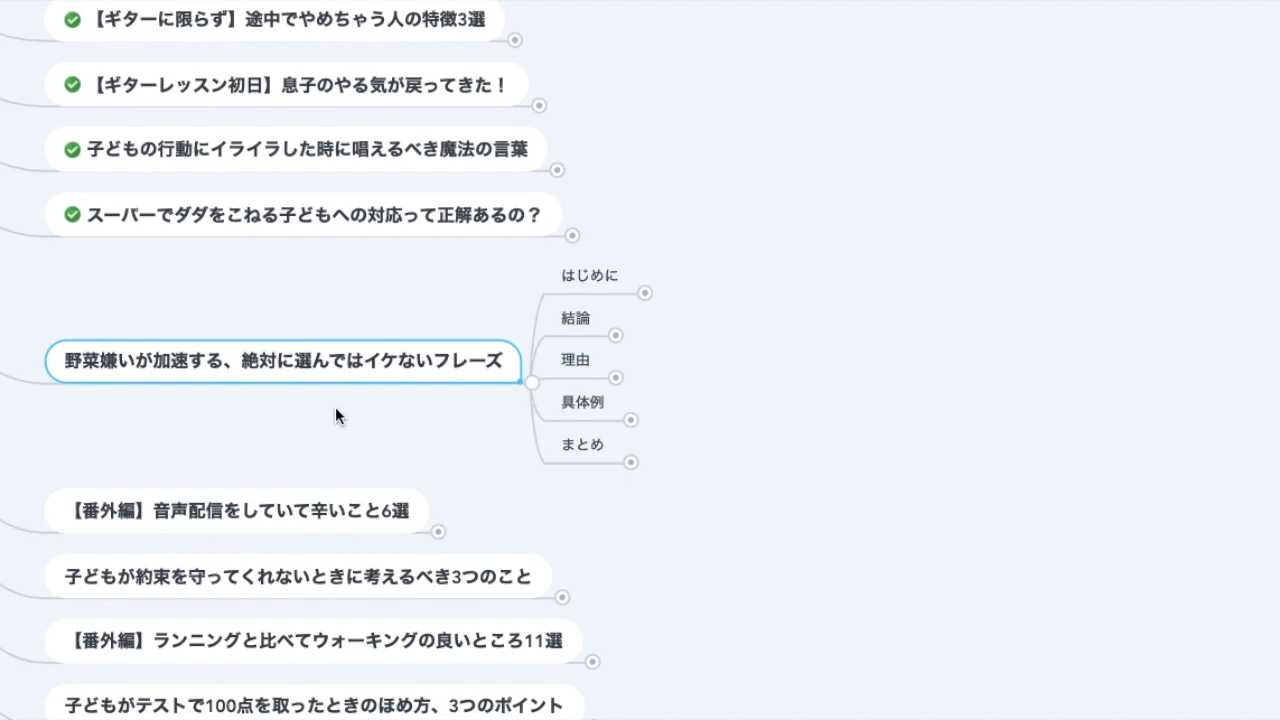 【ギターに限らず】途中でやめちゃう人の特徴3選
【ギターレッスン初日】息子のやる気が戻ってきた！
子どもの行動にイライラした時に唱えるべき魔法の言葉
スーパーでダダをこねる子どもへの対応って正解あるの？
野菜嫌いが加速する、絶対に選んではイケないフレーズ
はじめに
結論
理由
具体例
まとめ
【番外編】音声配信をしていて辛いこと6選
子どもが約束を守ってくれないときに考えるべき3つのこと
【番外編】ランニングと比べてウォーキングの良いところ11選
子どもがテストで100点を取ったときのほめ方、3つのポイント